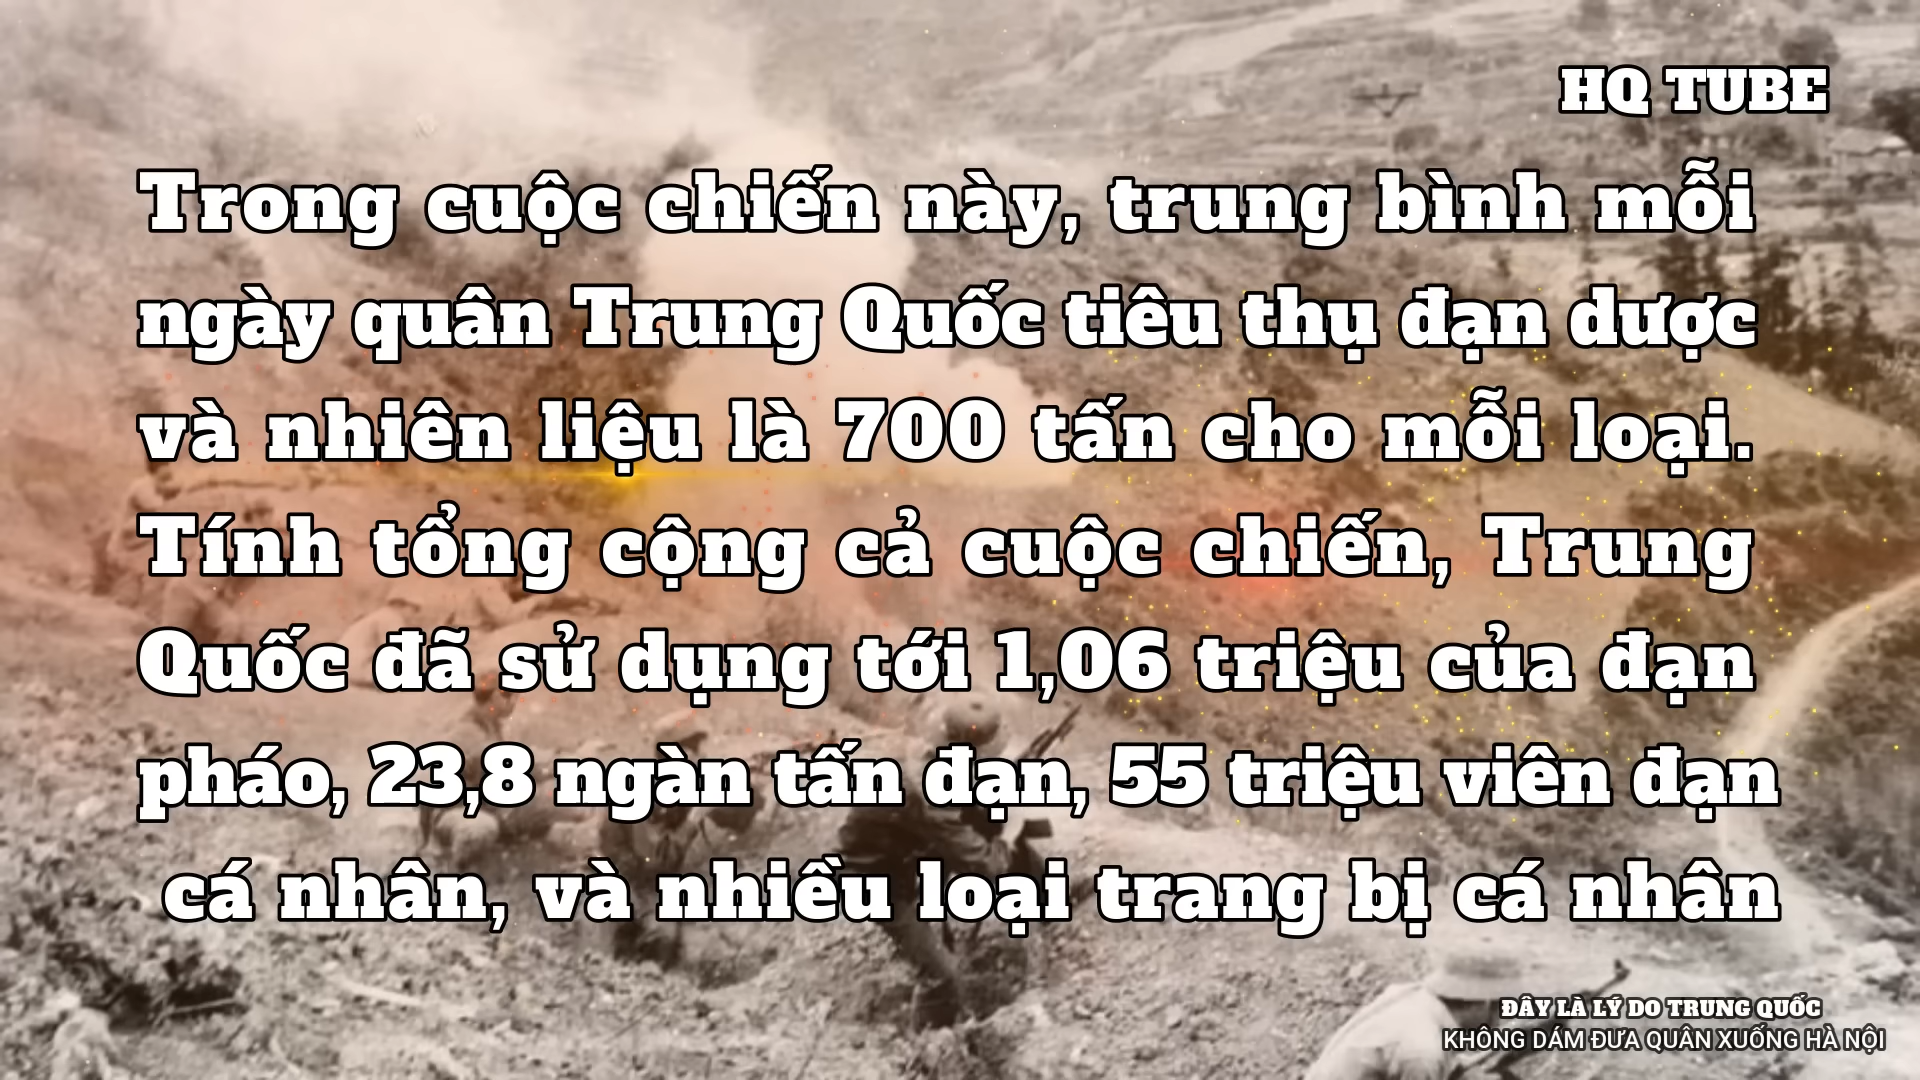 HQ TUBE
Trong cuộc chiến này, trung bình mỗi
ngày quân Trung Quốc tiêu thụ đạn dược
và nhiên liệu là 700 tấn cho mỗi loại.
Tính tổng cộng cả cuộc chiến, Trung
Quốc đã sử dụng tới 1,06 triệu của đạn
pháo, 23,8 ngàn tấn đạn, 55 triệu viên đạn
cá nhân, và nhiều loại trang bị cá nhân
ĐÂY LÀ LÝ DO TRUNG QUỐC
KHÔNG DÁM ĐƯA QUÂN XUỐNG HÀ NỘI